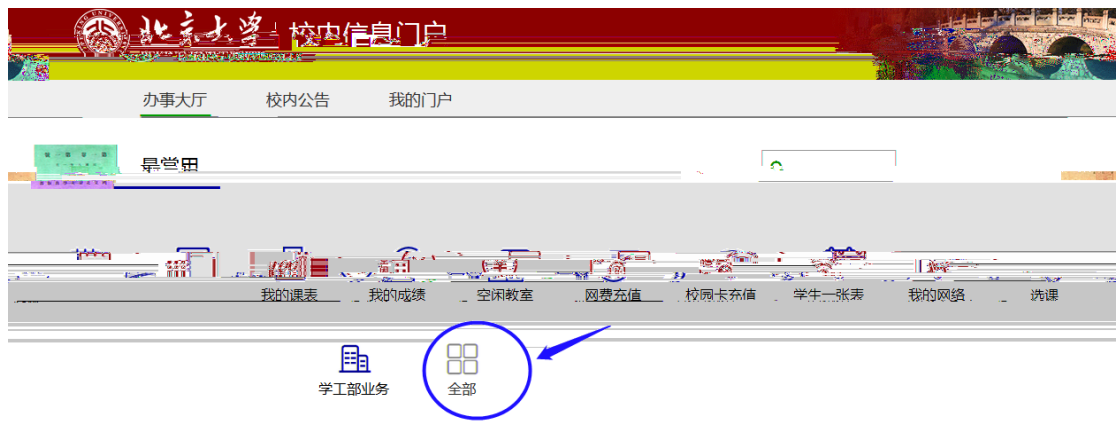 北京大学 校内信息门户
办事大厅 校内公告 我的门户
最常用
我的课表 我的成绩 空闲教室 网费充值 校园卡充值 学生一张表 我的网络 选课
学工部业务 全部